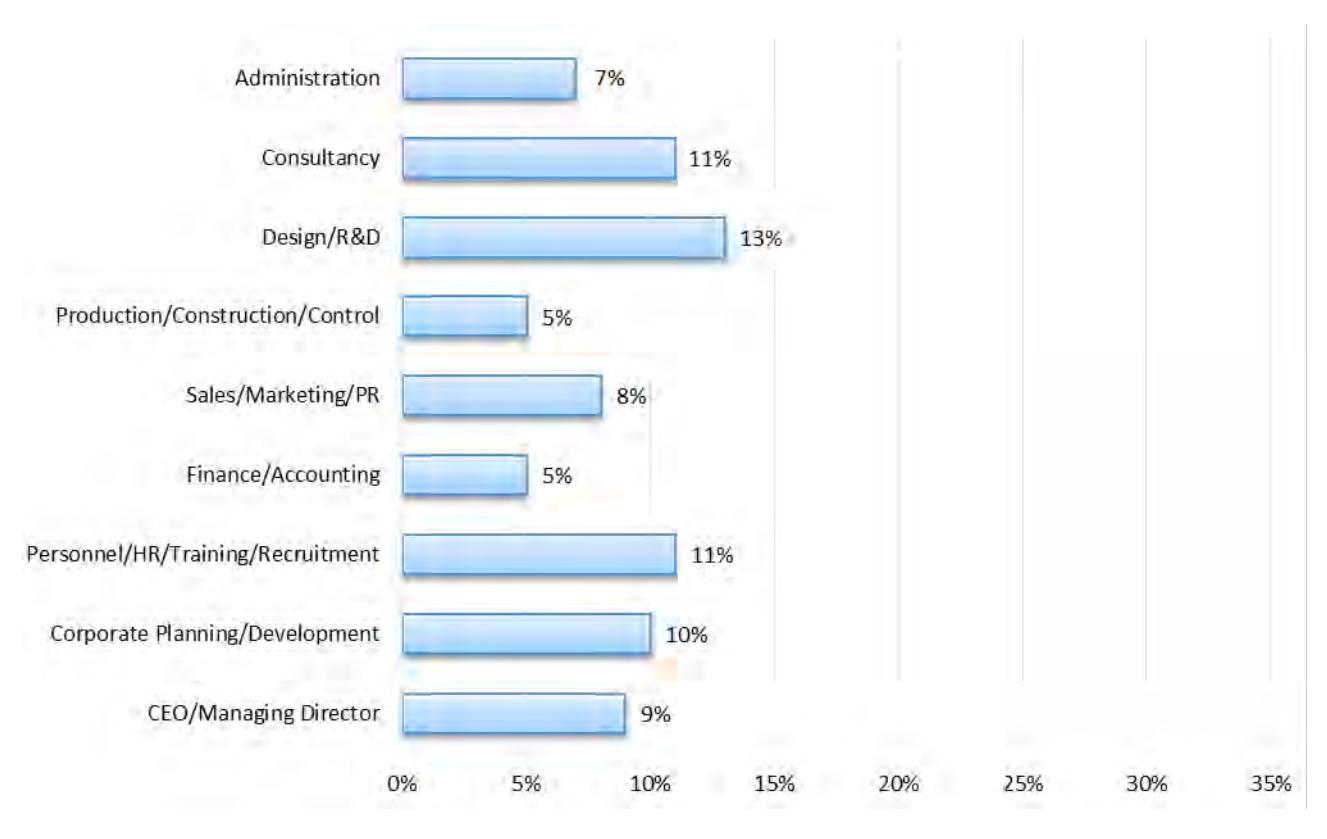 Administration 7%
Consultancy 11%
Design/R&D 13%
Production/Construction/Control 5%
Sales/Marketing/PR 8%
Finance/Accounting 5%
Personnel/HR/Training/Recruitment 11%
Corporate Planning/Development 10%
CEO/Managing Director 9%
0% 5% 10% 15% 20% 25% 30% 35%